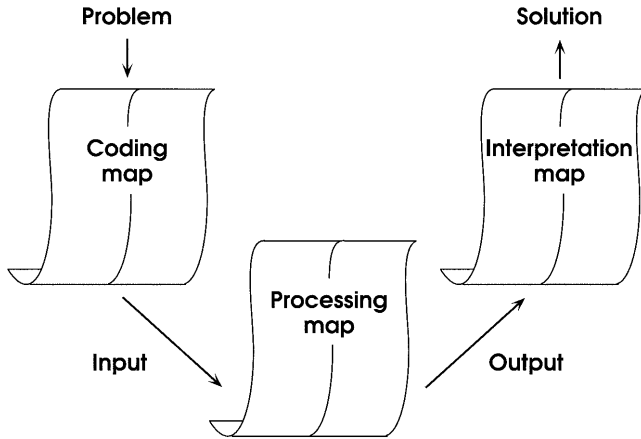 Problem
Solution
Coding
map
Interpretation
map
Processing
map
Input
Output